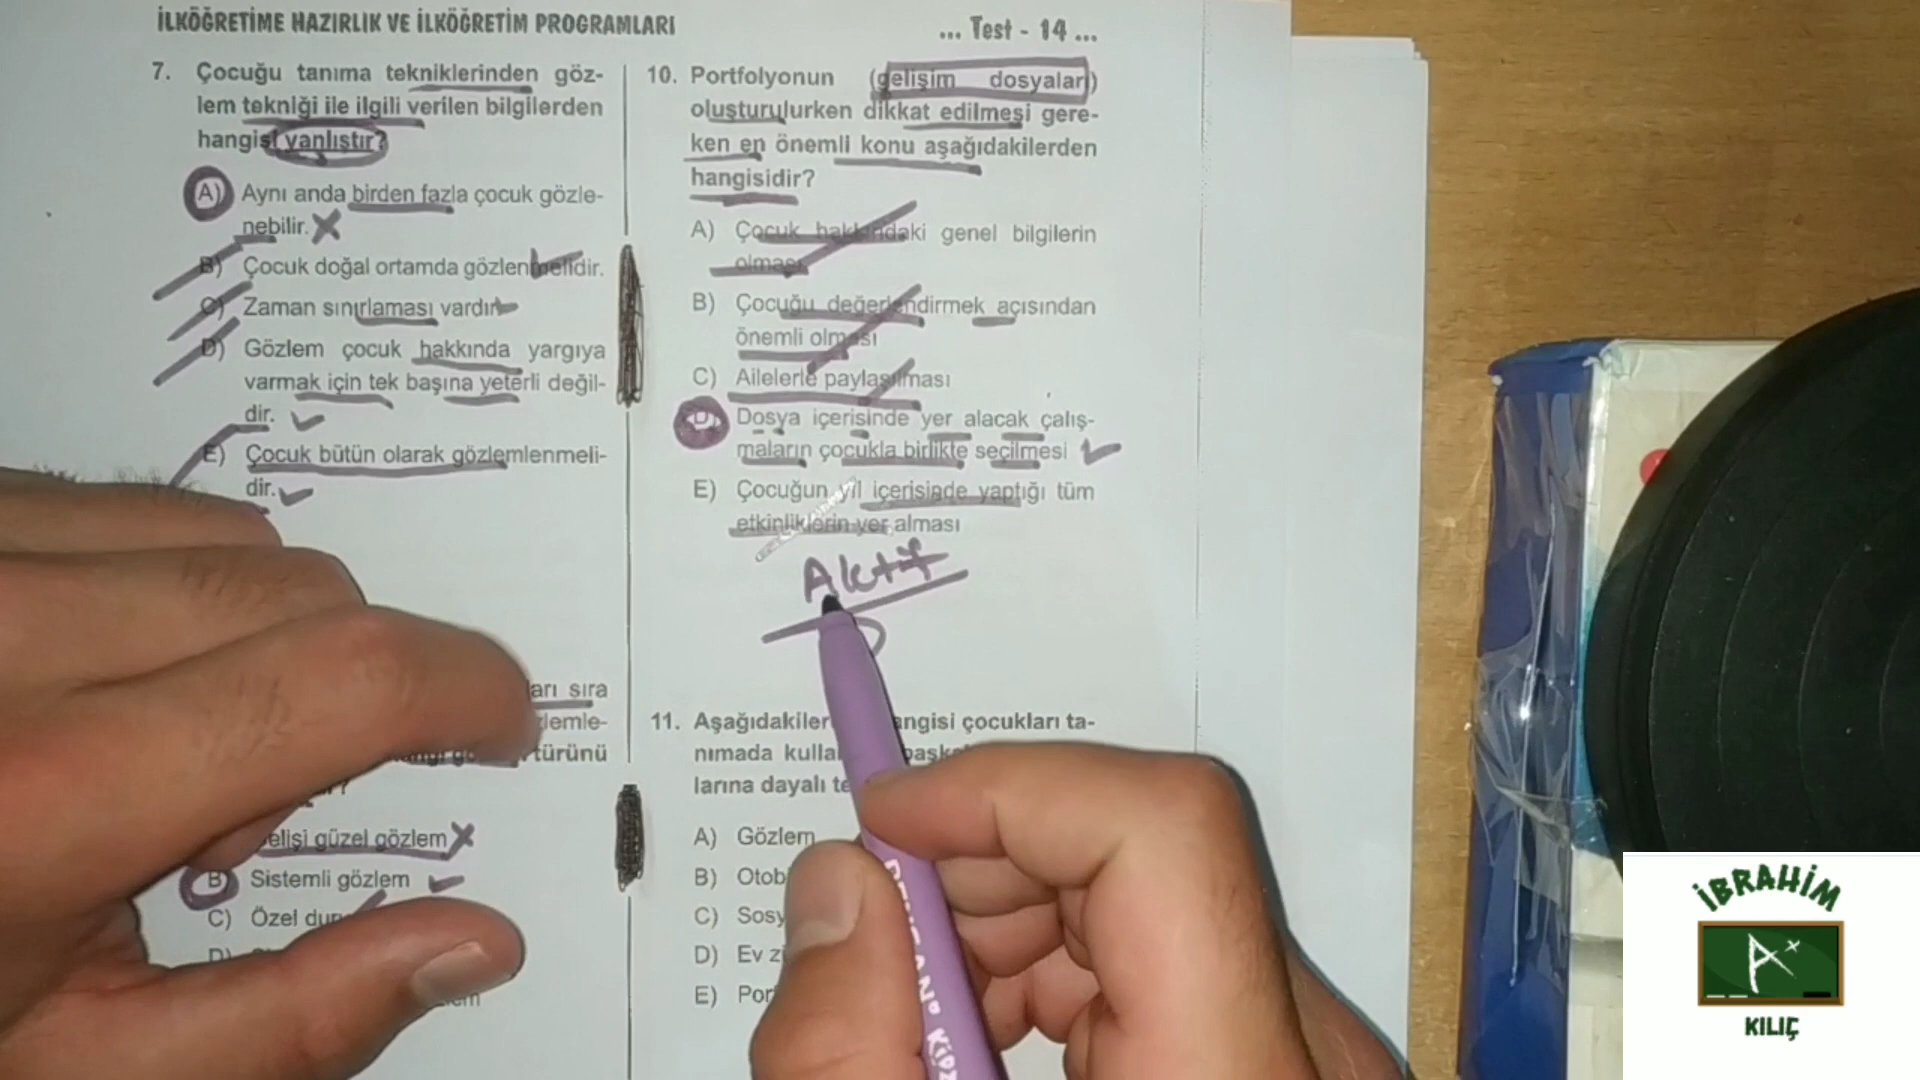 İLKÖĞRETİME HAZIRLIK VE İLKÖĞRETİM PROGRAMLARI
... Test - 14 ...
7. Çocuğu tanıma tekniklerinden göz-
lem tekniği ile ilgili verilen bilgilerden
hangisi yanlıştır?
A) Aynı anda birden fazla çocuk gözle-
nebilir.
B) Çocuk doğal ortamda gözlenmelidir.
C) Zaman sınırlaması vardır.
D) Gözlem çocuk hakkında yargıya
varmak için tek başına yeterli değil-
dir.
E) Çocuk bütün olarak gözlemlenmeli-
dir.
ları sıra
türünü
güzel gözlem
B) Sistemli gözlem
C) Özel
D)
10. Portfolyonun (gelişim dosyaları)
oluşturulurken dikkat edilmesi gere-
ken en önemli konu aşağıdakilerden
hangisidir?
A) Çocuk hakkındaki genel bilgilerin
olması
B) Çocuğu değerlendirmek açısından
önemli olması
C) Ailelerle paylaşılması
D) Dosya içerisinde yer alacak çalış-
maların çocukla birlikte seçilmesi
E) Çocuğun yıl içerisinde yaptığı tüm
etkinliklerin yer alması
Aktif
11. Aşağıdakiler angisi çocukları ta-
nımada kulla
larına dayalı
A) Gözlem
B) Otob
C) Sosy
D) Ev zi
E) Por
İBRAHİM
A+
KILIÇ